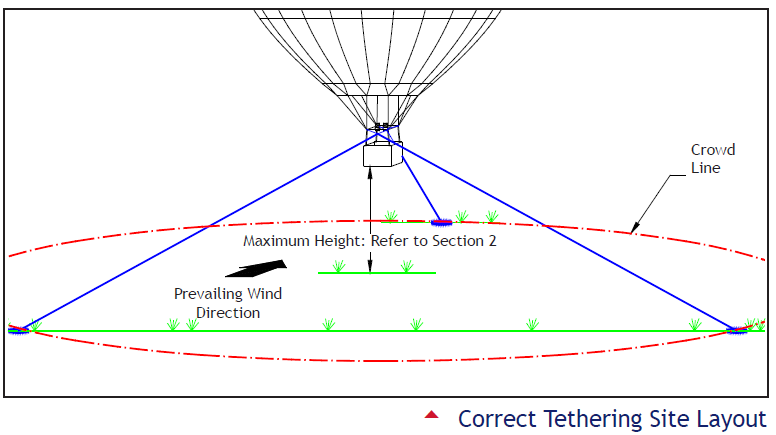 Crowd
Line
Maximum Height: Refer to Section 2
Prevailing Wind
Direction
Correct Tethering Site Layout